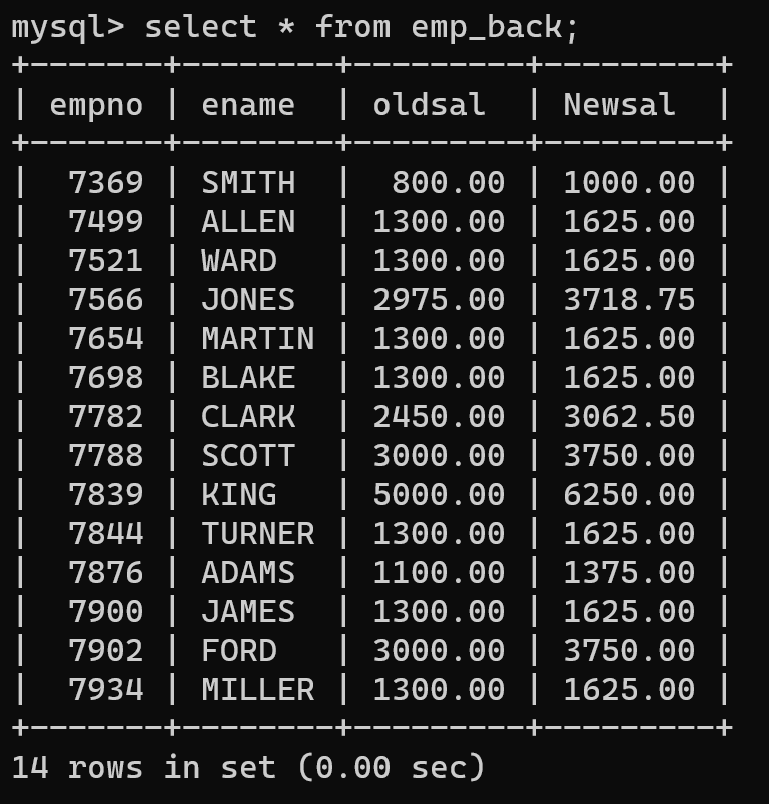 mysql> select * from emp_back;
+-------+--------+---------+---------+
| empno | ename  | oldsal  | Newsal  |
+-------+--------+---------+---------+
|  7369 | SMITH  |  800.00 | 1000.00 |
|  7499 | ALLEN  | 1300.00 | 1625.00 |
|  7521 | WARD   | 1300.00 | 1625.00 |
|  7566 | JONES  | 2975.00 | 3718.75 |
|  7654 | MARTIN | 1300.00 | 1625.00 |
|  7698 | BLAKE  | 1300.00 | 1625.00 |
|  7782 | CLARK  | 2450.00 | 3062.50 |
|  7788 | SCOTT  | 3000.00 | 3750.00 |
|  7839 | KING   | 5000.00 | 6250.00 |
|  7844 | TURNER | 1300.00 | 1625.00 |
|  7876 | ADAMS  | 1100.00 | 1375.00 |
|  7900 | JAMES  | 1300.00 | 1625.00 |
|  7902 | FORD   | 3000.00 | 3750.00 |
|  7934 | MILLER | 1300.00 | 1625.00 |
+-------+--------+---------+---------+
14 rows in set (0.00 sec)